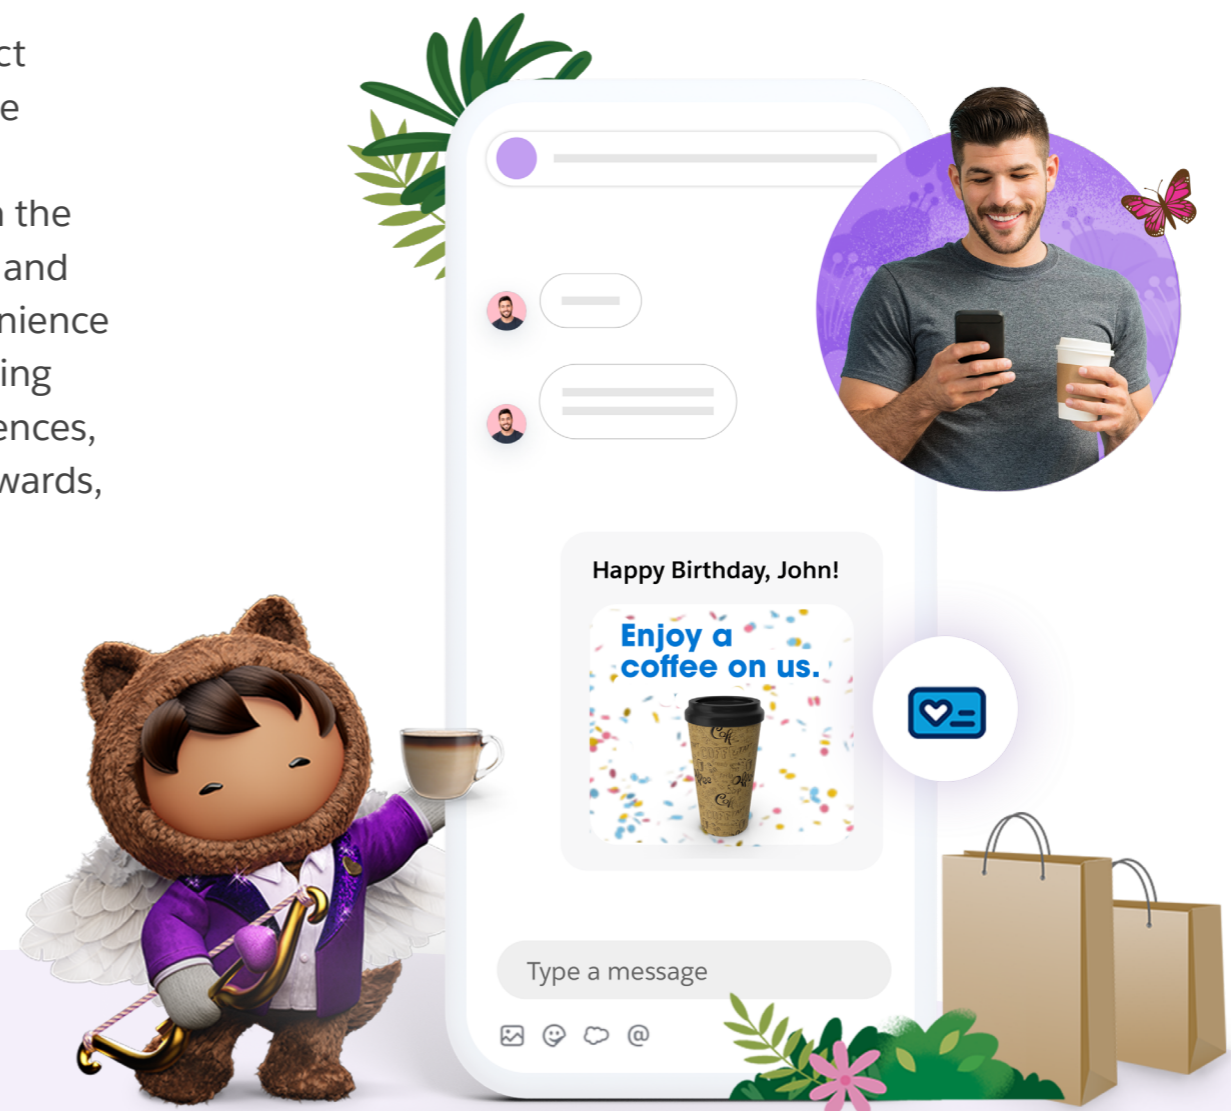 ct
e
the
and
nience
ing
ences,
wards,
Happy Birthday, John!
Enjoy a
coffee on us.
Type a message